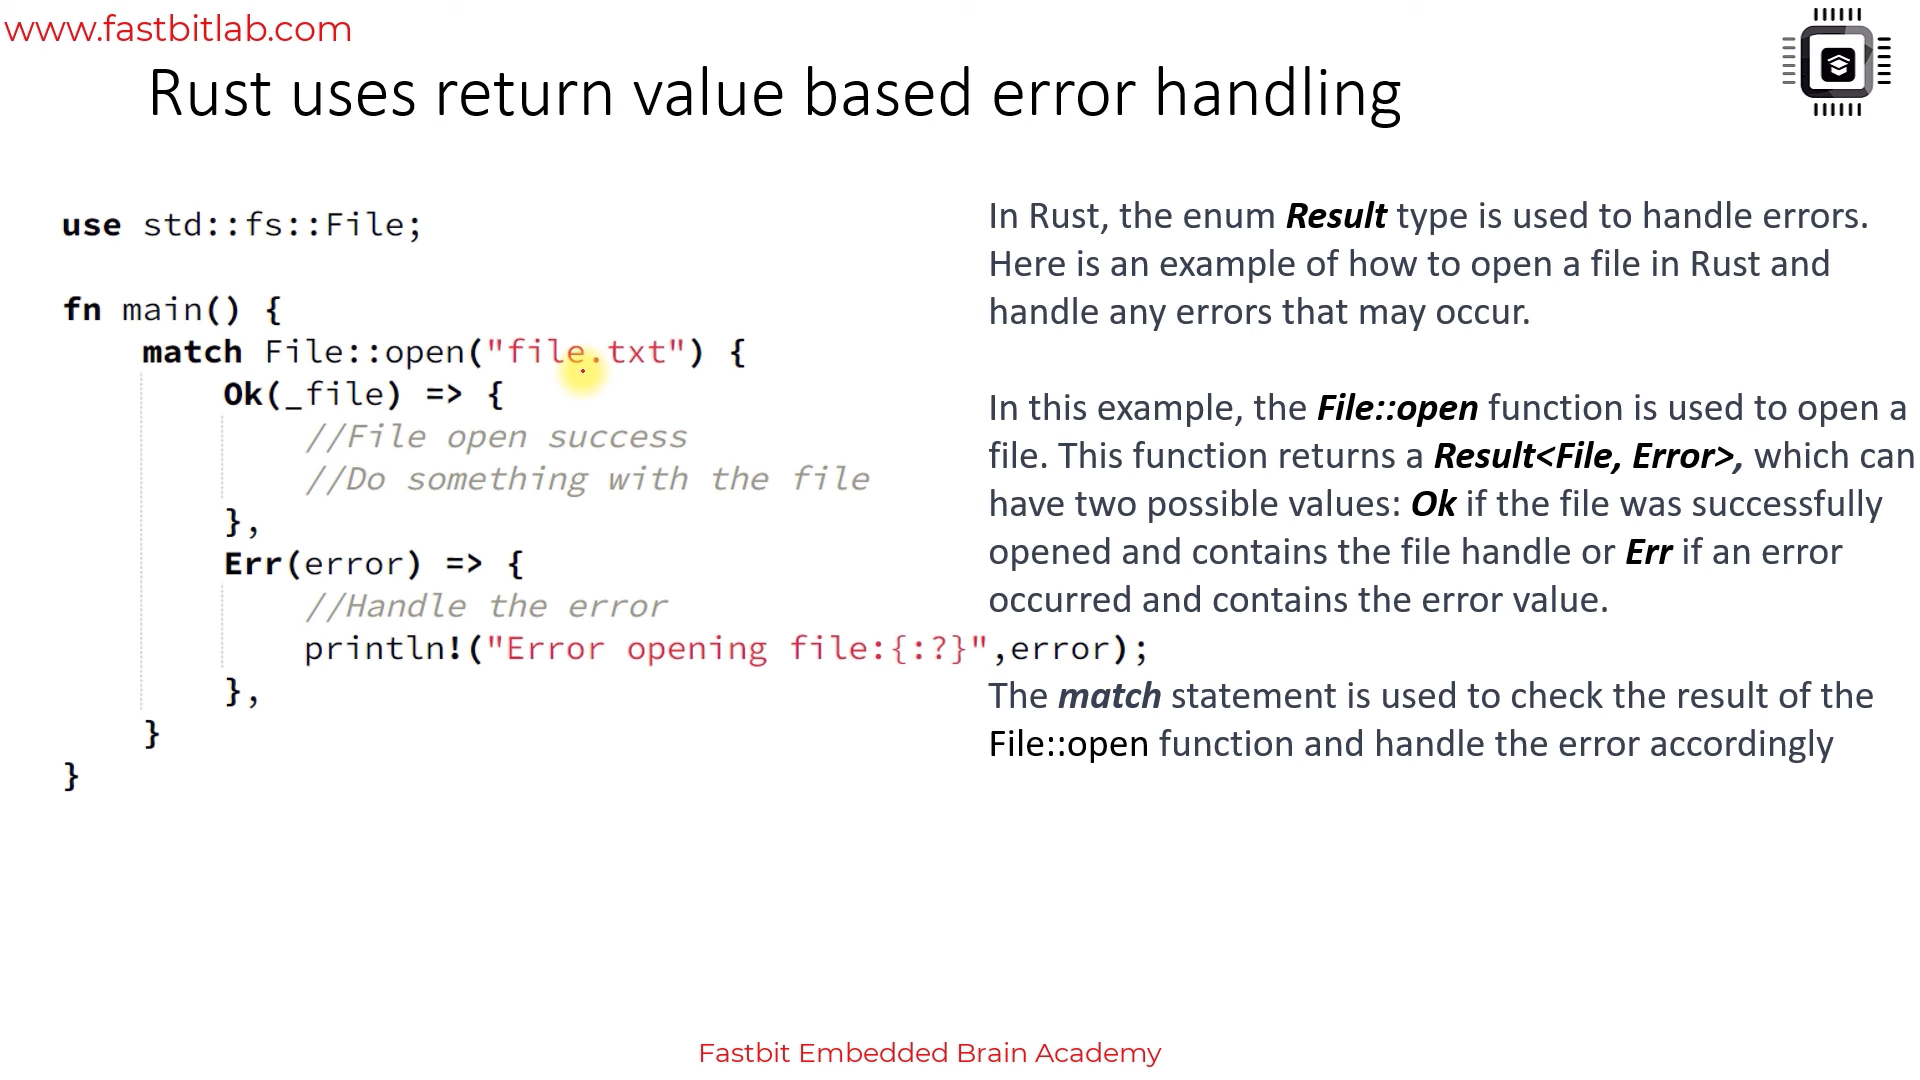 www.fastbitlab.com
Rust uses return value based error handling
use std::fs::File;
fn main() {
match File::open("file.txt") {
Ok(_file) => {
//File open success
//Do something with the file
},
Err(error) => {
//Handle the error
println!("Error opening file:{:?}",error);
},
}
}
In Rust, the enum Result type is used to handle errors.
Here is an example of how to open a file in Rust and
handle any errors that may occur.
In this example, the File::open function is used to open a
file. This function returns a Result<File, Error>, which can
have two possible values: Ok if the file was successfully
opened and contains the file handle or Err if an error
occurred and contains the error value.
The match statement is used to check the result of the
File::open function and handle the error accordingly
Fastbit Embedded Brain Academy